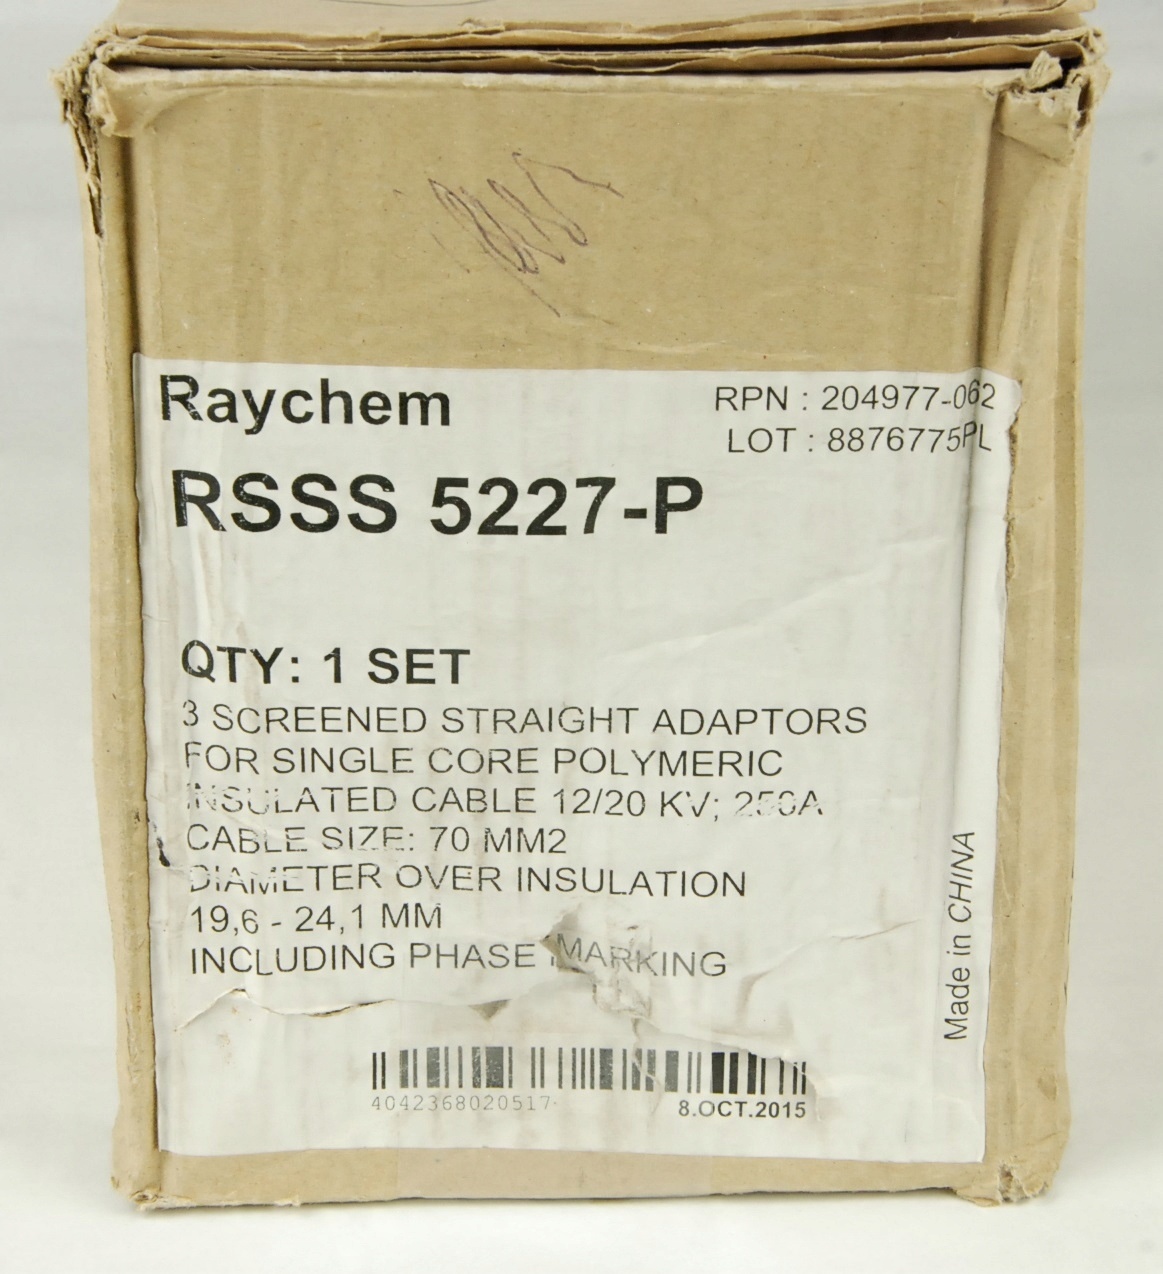 Raychem
RPN : 204977-062
LOT : 8876775PL
RSSS 5227-P
QTY: 1 SET
3 SCREENED STRAIGHT ADAPTORS
FOR SINGLE CORE POLYMERIC
INSULATED CABLE 12/20 KV; 250A
CABLE SIZE: 70 MM2
DIAMETER OVER INSULATION
19,6 - 24,1 MM
INCLUDING PHASE MARKING
Made in CHINA
4042368020517
8.OCT.2015